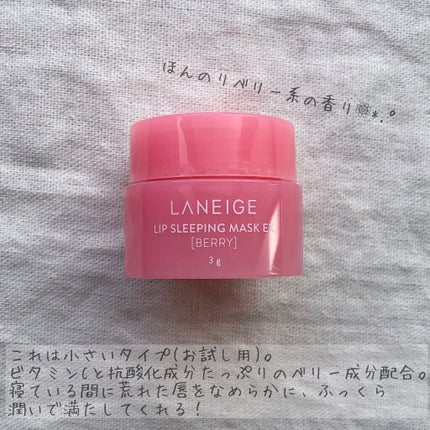 ほんのりベリー系の香り❁*.°
LANEIGE
LIP SLEEPING MASK EX
[BERRY]
3g
これは小さいタイプ(お試し用)。
ビタミンCと抗酸化成分たっぷりのベリー成分配合。
寝ている間に荒れた唇をなめらかに、ふっくら
潤いで満たしてくれる！